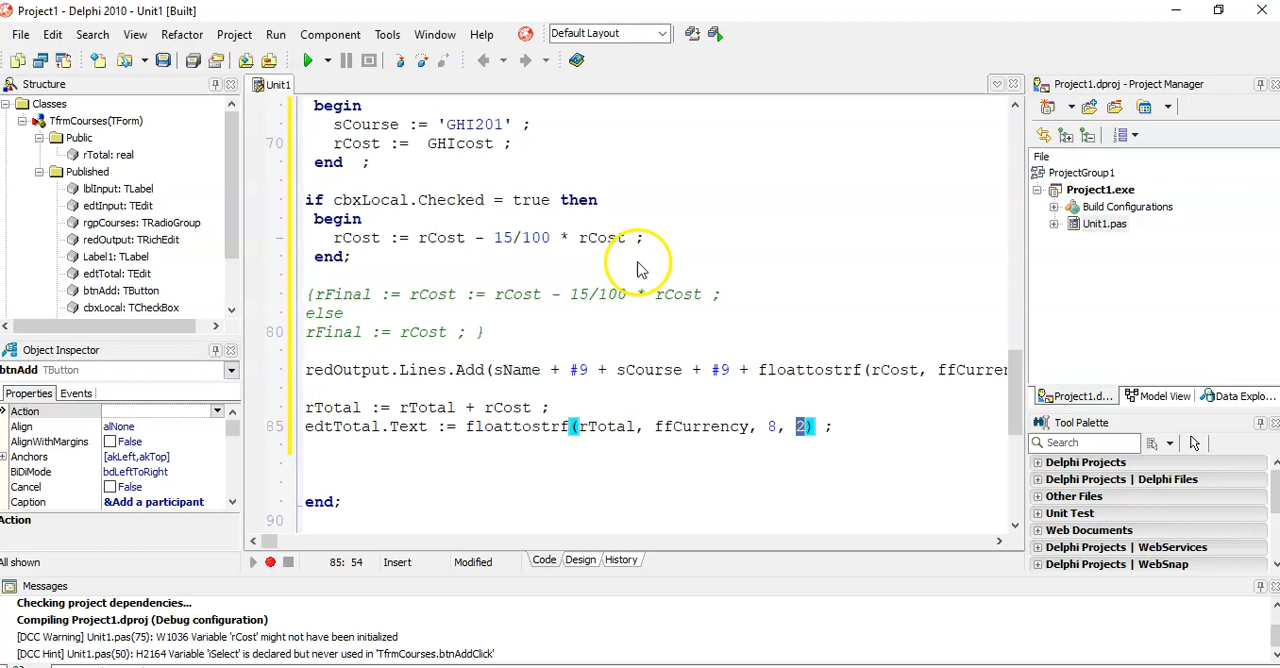 Project1 - Delphi 2010 - Unit1 [Built]
File Edit Search View Refactor Project Run Component Tools Window Help Default Layout
Structure
Classes
TfrmCourses(TForm)
Public
rTotal: real
Published
lblInput: TLabel
edtInput: TEdit
rgpCourses: TRadioGroup
redOutput: TRichEdit
Label1: TLabel
edtTotal: TEdit
btnAdd: TButton
cbxLocal: TCheckBox
Object Inspector
btnAdd TButton
Properties Events
Action
Align alNone
AlignWithMargins False
Anchors [akLeft,akTop]
BiDiMode bdLeftToRight
Cancel False
Caption &Add a participant
Action
All shown
Unit1
begin
sCourse := 'GHI201' ;
70 rCost := GHIcost ;
end ;
if cbxLocal.Checked = true then
begin
rCost := rCost - 15/100 * rCost ;
end;
{rFinal := rCost := rCost - 15/100 * rCost ;
else
80 rFinal := rCost ; }
redOutput.Lines.Add(sName + #9 + sCourse + #9 + floattostrf(rCost, ffCurren
rTotal := rTotal + rCost ;
85 edtTotal.Text := floattostrf(rTotal, ffCurrency, 8, 2) ;
end;
90
85: 54 Insert Modified Code Design History
Project1.dproj - Project Manager
File
ProjectGroup1
Project1.exe
Build Configurations
Unit1.pas
Project1.d... Model View Data Explo...
Tool Palette
Search
Delphi Projects
Delphi Projects | Delphi Files
Other Files
Unit Test
Web Documents
Delphi Projects | WebServices
Delphi Projects | WebSnap
Messages
Checking project dependencies...
Compiling Project1.dproj (Debug configuration)
[DCC Warning] Unit1.pas(75): W1036 Variable 'rCost' might not have been initialized
[DCC Hint] Unit1.pas(50): H2164 Variable 'iSelect' is declared but never used in 'TfrmCourses.btnAddClick'